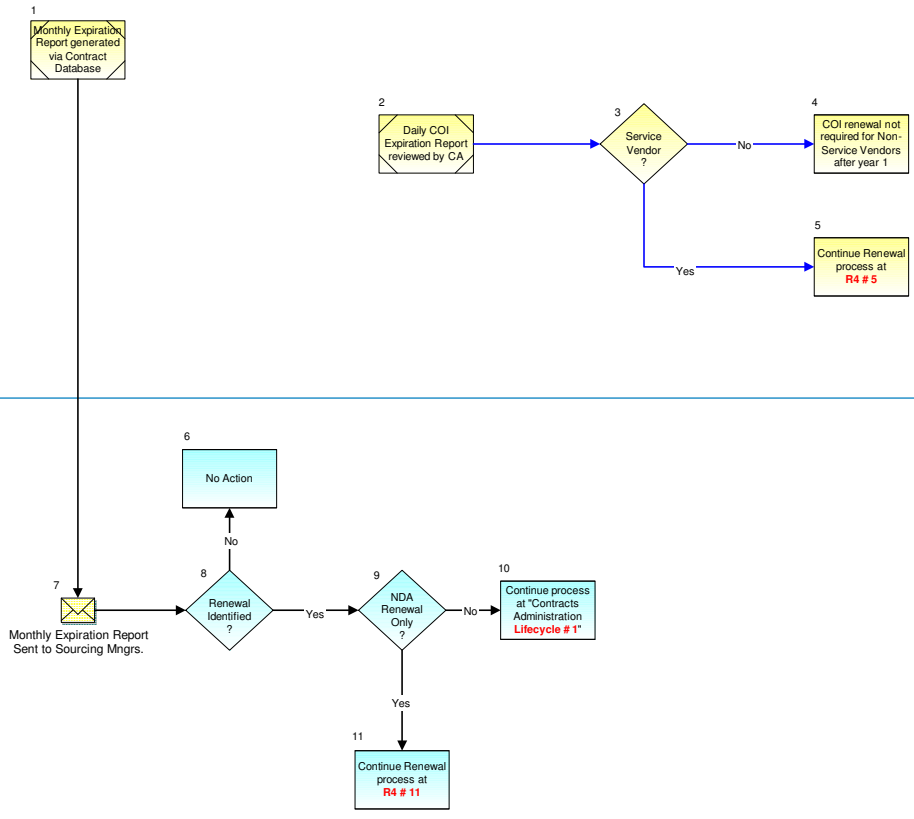 1
Monthly Expiration
Report generated
via Contract
Database
2
Daily COI
Expiration Report
reviewed by CA
3
Service
Vendor
?
No
4
COI renewal not
required for Non-
Service Vendors
after year 1
Yes
5
Continue Renewal
process at
R4 # 5
6
No Action
No
7
Monthly Expiration Report
Sent to Sourcing Mngrs.
8
Renewal
Identified
?
Yes
9
NDA
Renewal
Only
?
No
10
Continue process
at "Contracts
Administration
Lifecycle # 1"
Yes
11
Continue Renewal
process at
R4 # 11